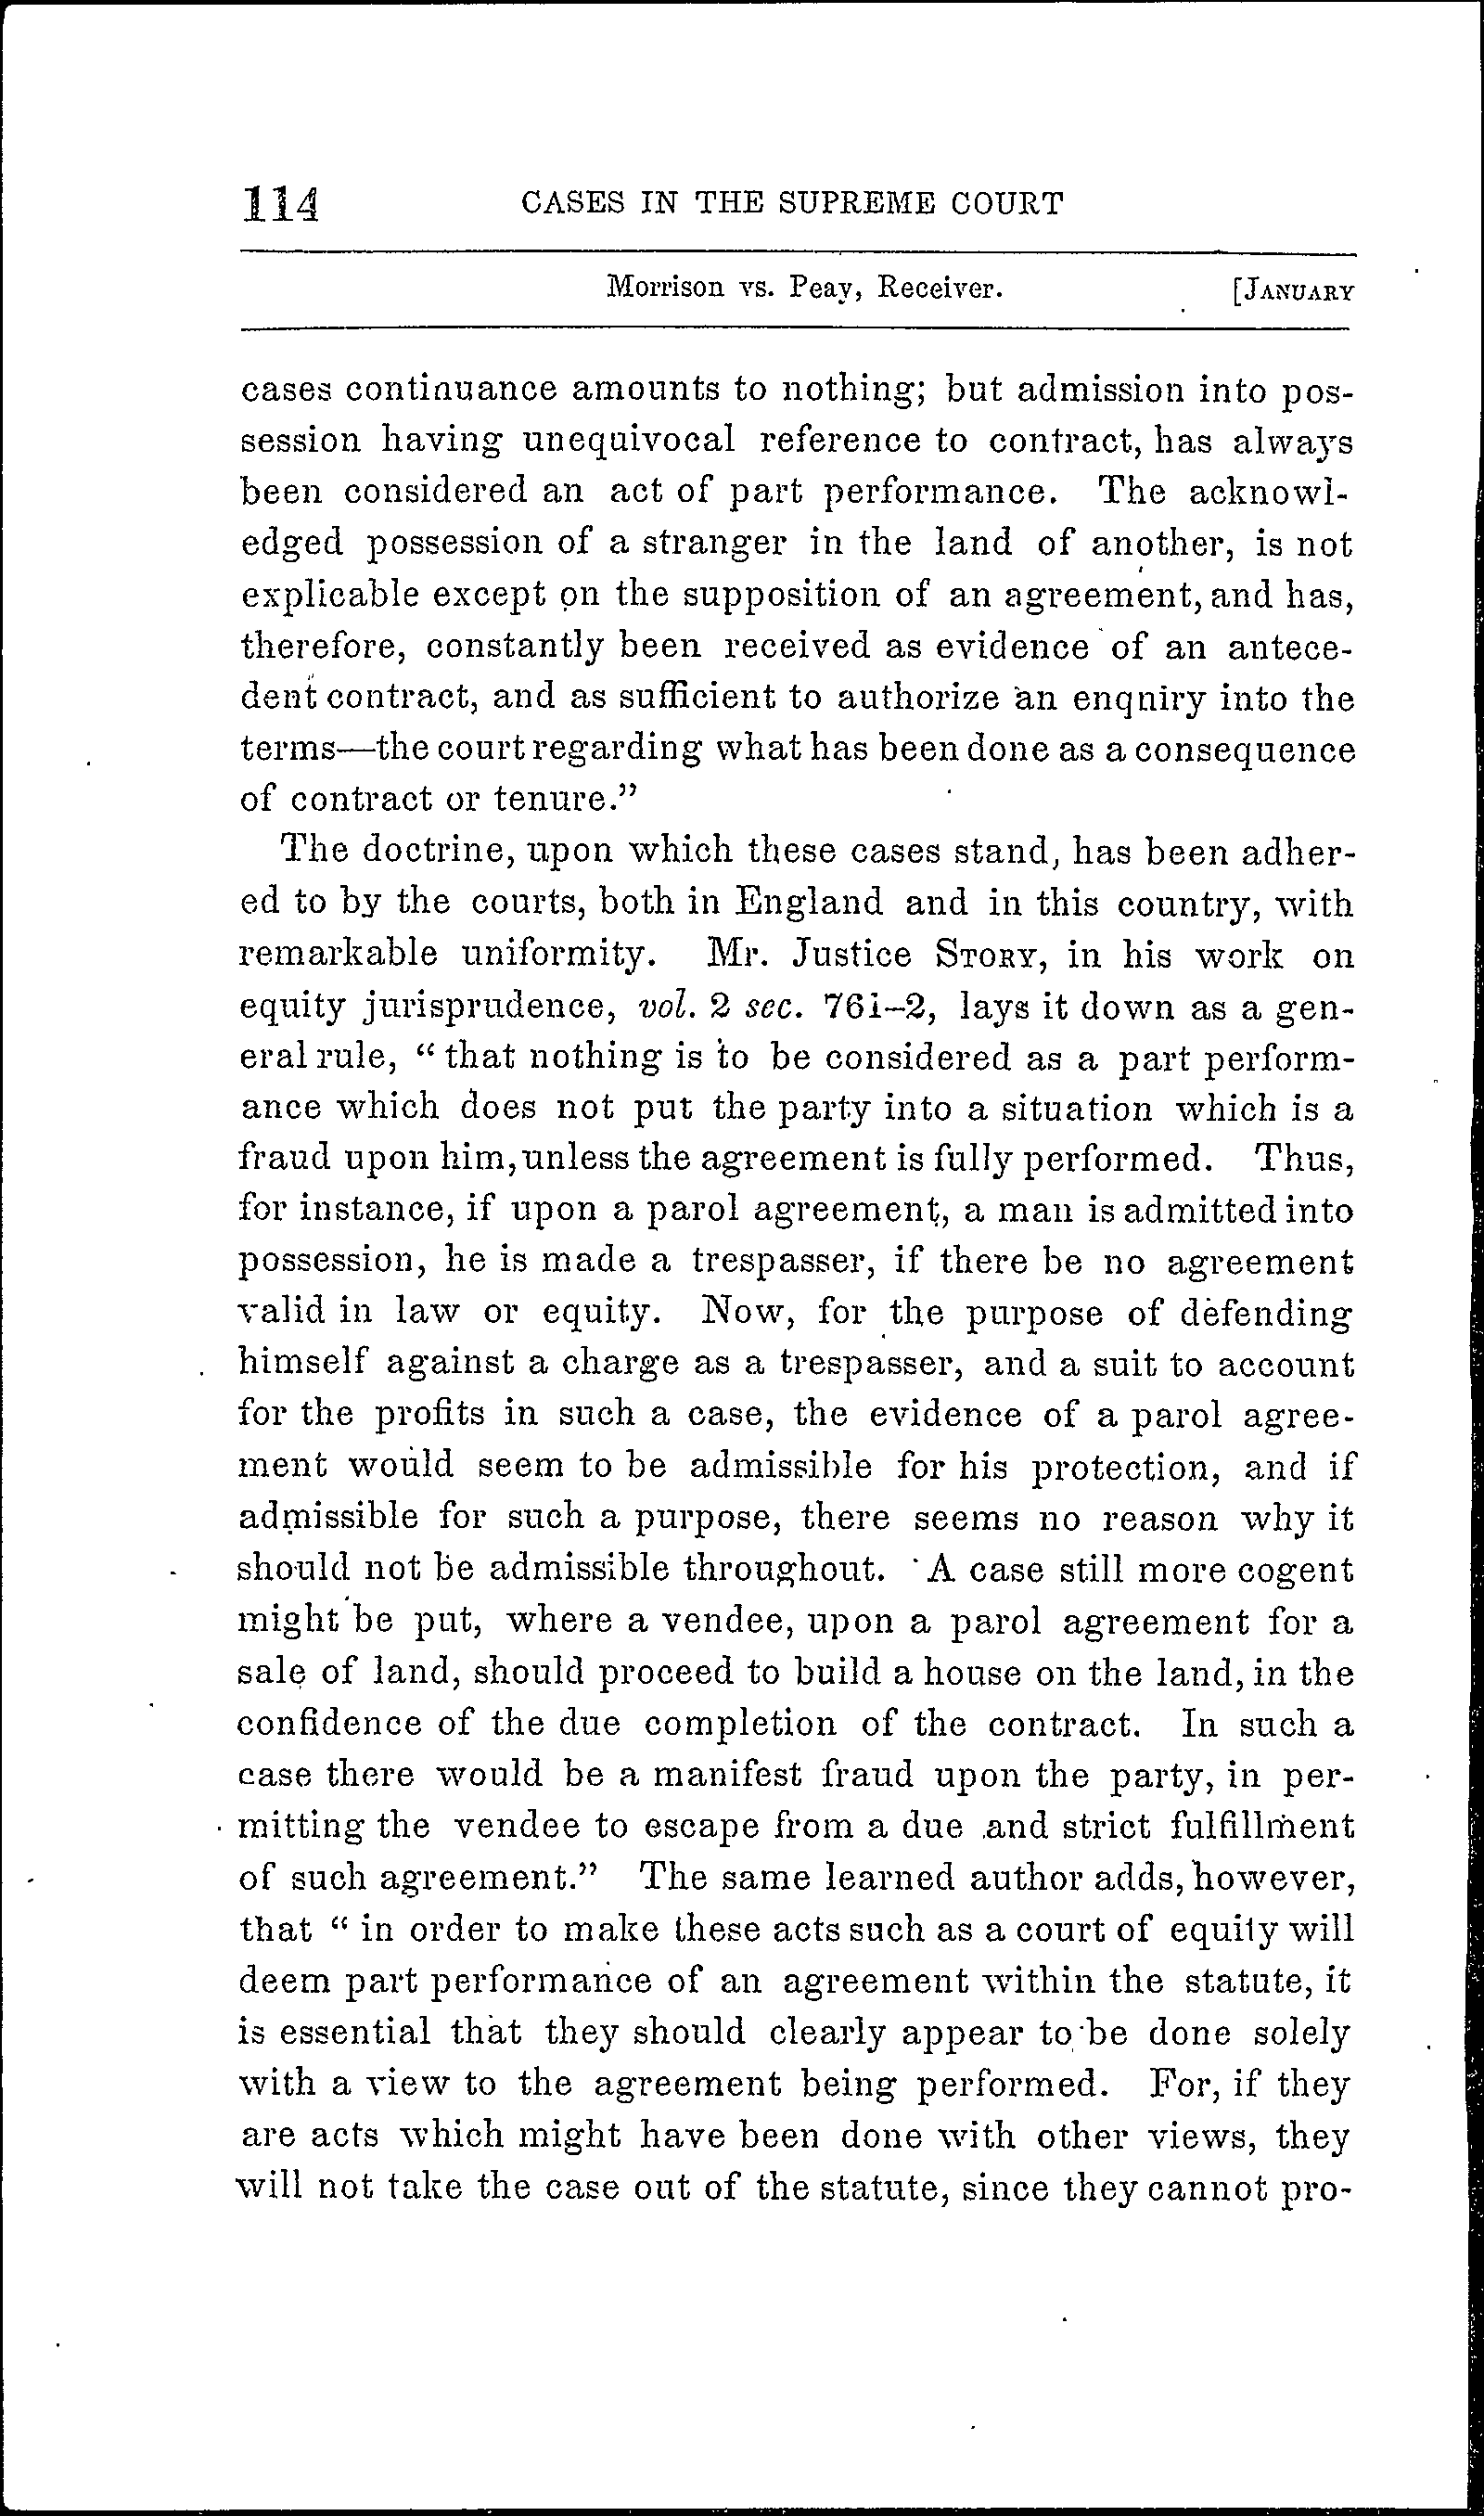 114 CASES IN THE SUPREME COURT
Morrison vs. Peay, Receiver. [JANUARY
cases continuance amounts to nothing; but admission into pos-
session having unequivocal reference to contract, has always
been considered an act of part performance. The acknowl-
edged possession of a stranger in the land of another, is not
explicable except on the supposition of an agreement, and has,
therefore, constantly been received as evidence of an antece-
dent contract, and as sufficient to authorize an enquiry into the
terms—the court regarding what has been done as a consequence
of contract or tenure.”
The doctrine, upon which these cases stand, has been adher-
ed to by the courts, both in England and in this country, with
remarkable uniformity. Mr. Justice STORY, in his work on
equity jurisprudence, vol. 2 sec. 761–2, lays it down as a gen-
eral rule, “ that nothing is to be considered as a part perform-
ance which does not put the party into a situation which is a
fraud upon him, unless the agreement is fully performed. Thus,
for instance, if upon a parol agreement, a man is admitted into
possession, he is made a trespasser, if there be no agreement
valid in law or equity. Now, for the purpose of defending
himself against a charge as a trespasser, and a suit to account
for the profits in such a case, the evidence of a parol agree-
ment would seem to be admissible for his protection, and if
admissible for such a purpose, there seems no reason why it
should not be admissible throughout. A case still more cogent
might be put, where a vendee, upon a parol agreement for a
sale of land, should proceed to build a house on the land, in the
confidence of the due completion of the contract. In such a
case there would be a manifest fraud upon the party, in per-
mitting the vendee to escape from a due and strict fulfillment
of such agreement.” The same learned author adds, however,
that “ in order to make these acts such as a court of equity will
deem part performance of an agreement within the statute, it
is essential that they should clearly appear to be done solely
with a view to the agreement being performed. For, if they
are acts which might have been done with other views, they
will not take the case out of the statute, since they cannot pro-